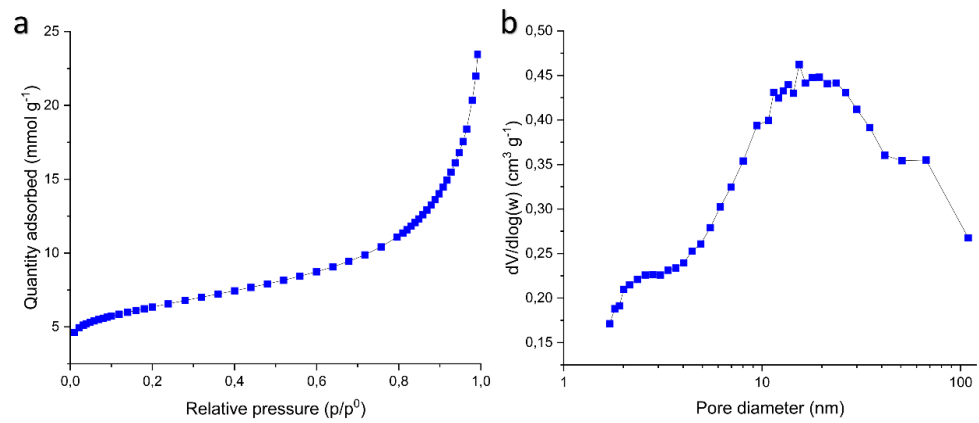 a
25
20
15
10
5
Quantity adsorbed (mmol g⁻¹)
0,0 0,2 0,4 0,6 0,8 1,0
Relative pressure (p/p⁰)
b
0,50
0,45
0,40
0,35
0,30
0,25
0,20
0,15
dV/dlog(w) (cm³ g⁻¹)
1 10 100
Pore diameter (nm)